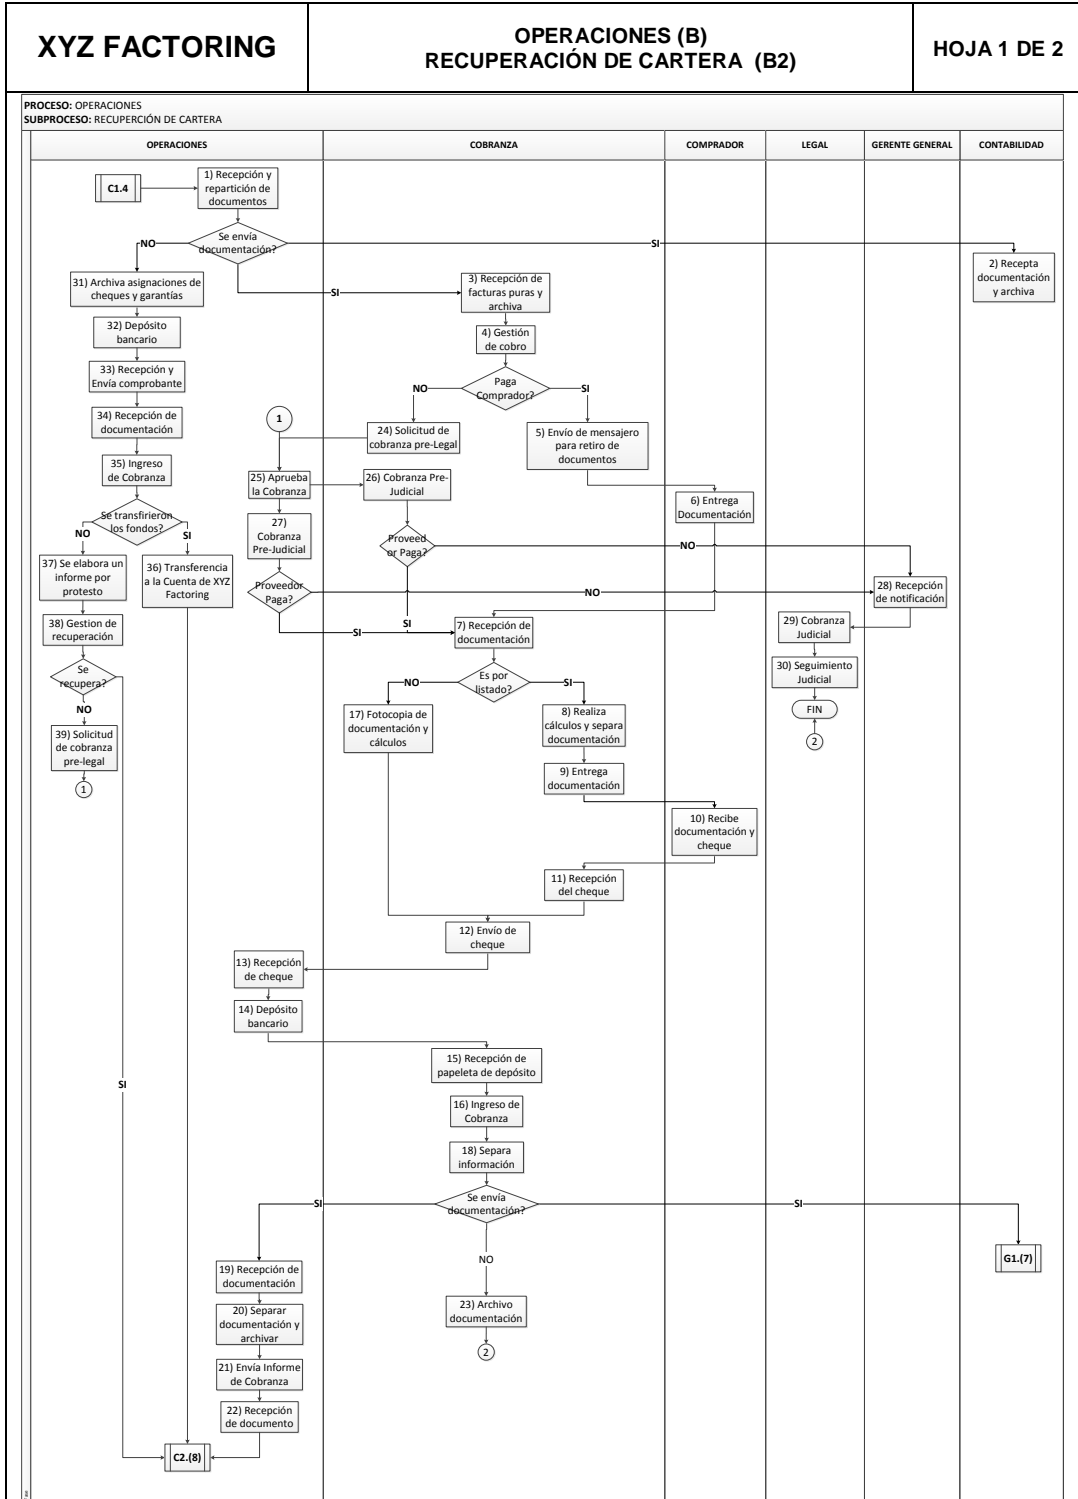 XYZ FACTORING
OPERACIONES (B)
RECUPERACIÓN DE CARTERA (B2)
HOJA 1 DE 2
PROCESO: OPERACIONES
SUBPROCESO: RECUPERCIÓN DE CARTERA
OPERACIONES
COBRANZA
COMPRADOR
LEGAL
GERENTE GENERAL
CONTABILIDAD
C1.4
1) Recepción y
repartición de
documentos
Se envía
documentación?
NO
SI
SI
2) Recepta
documentación
y archiva
31) Archiva asignaciones de
cheques y garantías
3) Recepción de
facturas puras y
archiva
32) Depósito
bancario
4) Gestión
de cobro
33) Recepción y
Envía comprobante
Paga
Comprador?
NO
SI
34) Recepción de
documentación
1
24) Solicitud de
cobranza pre-Legal
5) Envío de mensajero
para retiro de
documentos
35) Ingreso
de Cobranza
25) Aprueba
la Cobranza
26) Cobranza Pre-
Judicial
6) Entrega
Documentación
Se transfirieron
los fondos?
NO
SI
27)
Cobranza
Pre-Judicial
Proveed
or Paga?
NO
37) Se elabora un
informe por
protesto
36) Transferencia
a la Cuenta de XYZ
Factoring
Proveedor
Paga?
NO
28) Recepción
de notificación
38) Gestion de
recuperación
SI
SI
7) Recepción de
documentación
29) Cobranza
Judicial
Se
recupera?
NO
Es por
listado?
NO
SI
30) Seguimiento
Judicial
39) Solicitud
de cobranza
pre-legal
17) Fotocopia de
documentación y
cálculos
8) Realiza
cálculos y separa
documentación
FIN
2
1
9) Entrega
documentación
10) Recibe
documentación y
cheque
11) Recepción
del cheque
12) Envío de
cheque
13) Recepción
de cheque
14) Depósito
bancario
15) Recepción de
papeleta de depósito
SI
16) Ingreso de
Cobranza
18) Separa
información
Se envía
documentación?
SI
SI
NO
G1.(7)
19) Recepción de
documentación
23) Archivo
documentación
20) Separar
documentación y
archivar
2
21) Envía Informe
de Cobranza
22) Recepción
de documento
C2.(8)